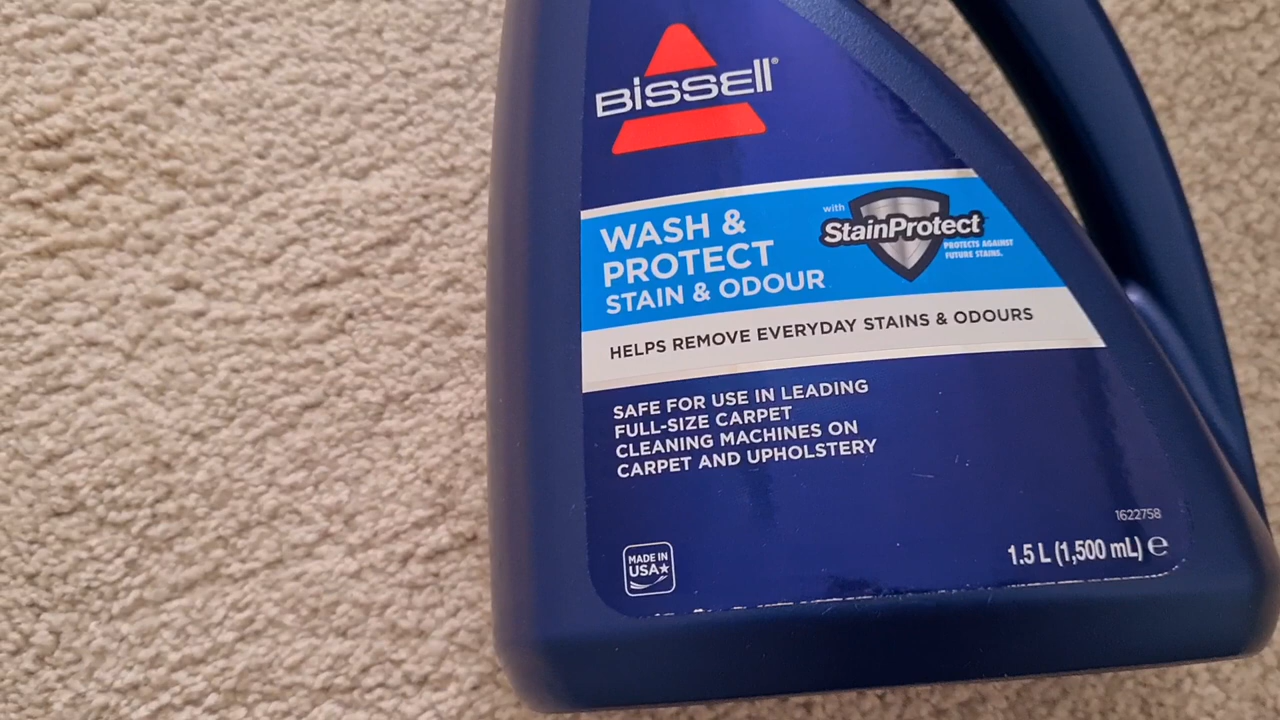 BISSELL®
WASH &
PROTECT
STAIN & ODOUR
with
StainProtect
PROTECTS AGAINST
FUTURE STAINS.
HELPS REMOVE EVERYDAY STAINS & ODOURS
SAFE FOR USE IN LEADING
FULL-SIZE CARPET
CLEANING MACHINES ON
CARPET AND UPHOLSTERY
1622758
MADE IN
USA★
1.5 L (1,500 mL) ℮